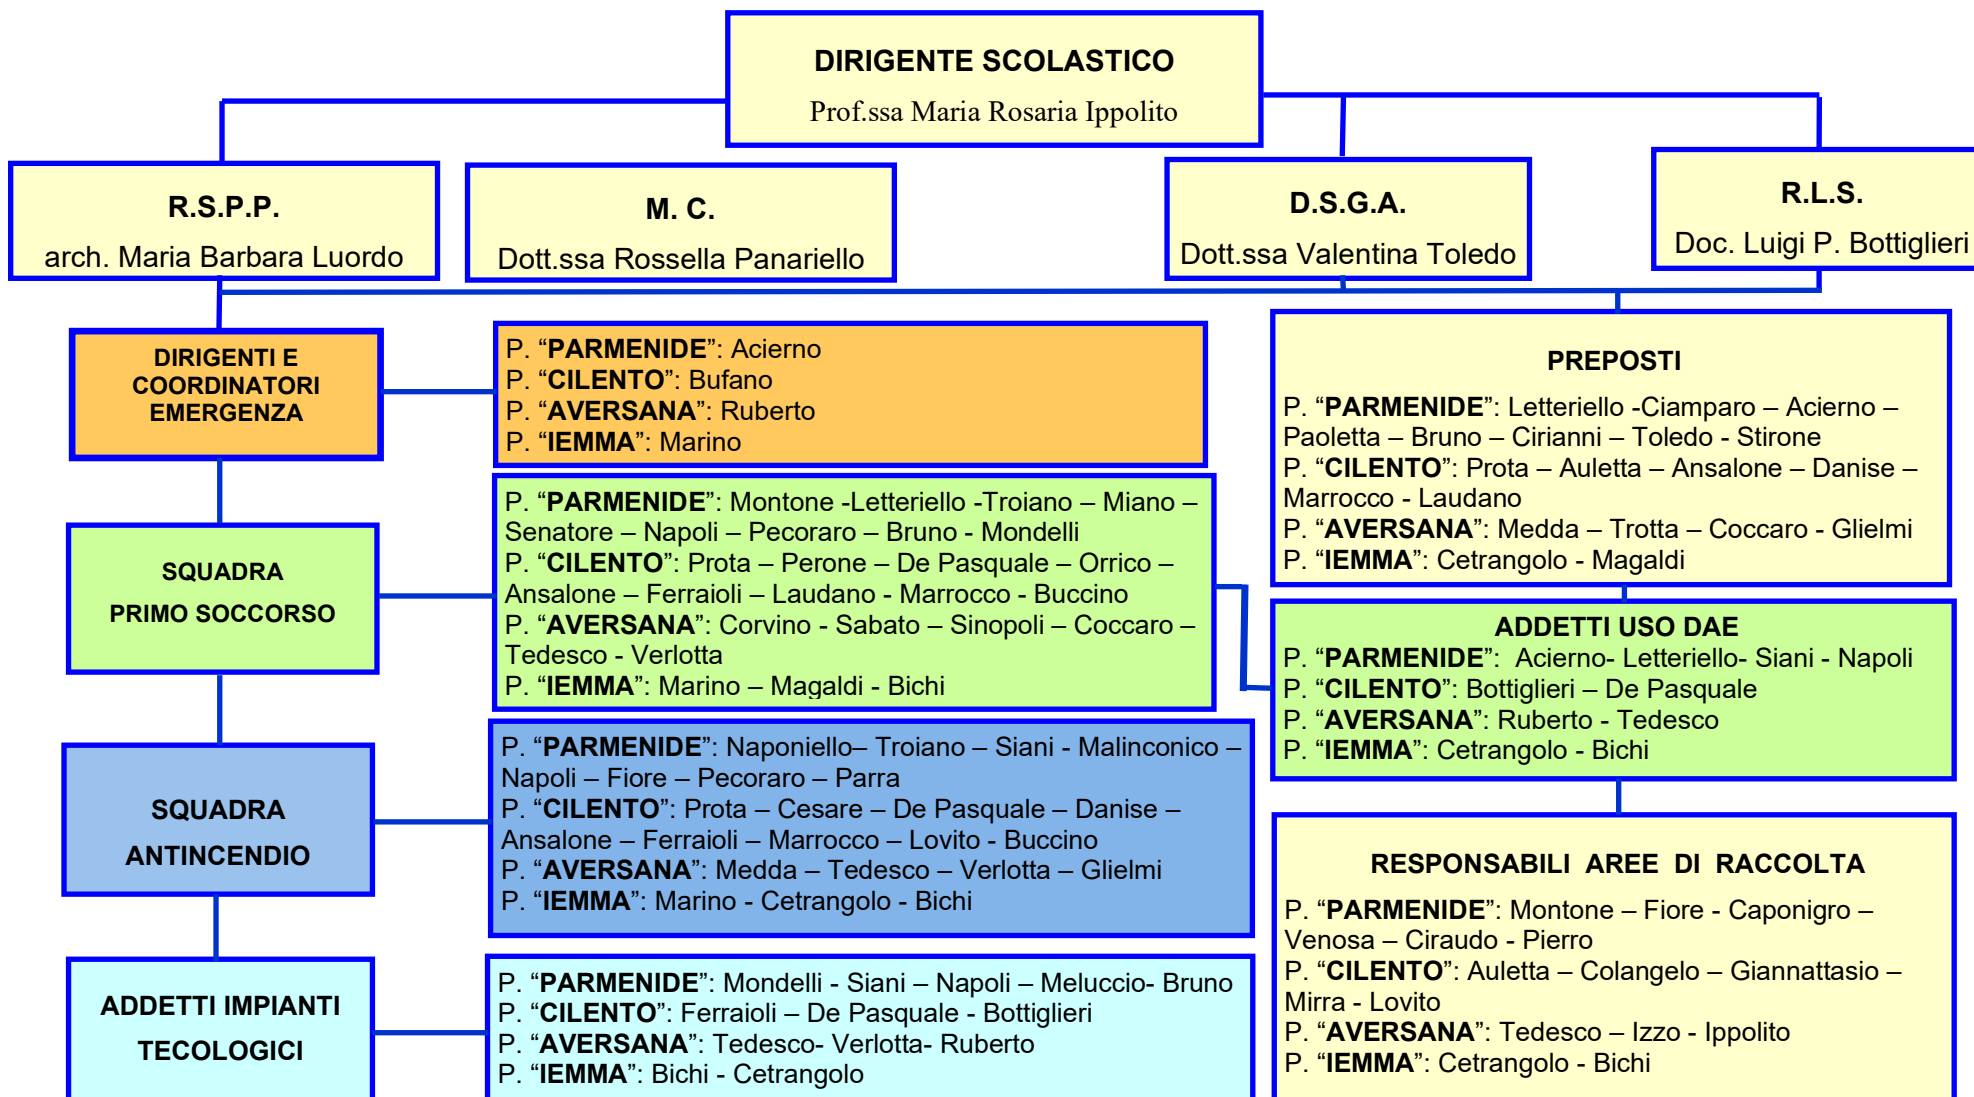 DIRIGENTE SCOLASTICO
Prof.ssa Maria Rosaria Ippolito
R.S.P.P.
arch. Maria Barbara Luordo
M. C.
Dott.ssa Rossella Panariello
D.S.G.A.
Dott.ssa Valentina Toledo
R.L.S.
Doc. Luigi P. Bottiglieri
DIRIGENTI E
COORDINATORI
EMERGENZA
P. “PARMENIDE”: Acierno
P. “CILENTO”: Bufano
P. “AVERSANA”: Ruberto
P. “IEMMA”: Marino
PREPOSTI
P. “PARMENIDE”: Letteriello -Ciamparo – Acierno –
Paoletta – Bruno – Cirianni – Toledo - Stirone
P. “CILENTO”: Prota – Auletta – Ansalone – Danise –
Marrocco - Laudano
P. “AVERSANA”: Medda – Trotta – Coccaro - Glielmi
P. “IEMMA”: Cetrangolo - Magaldi
SQUADRA
PRIMO SOCCORSO
P. “PARMENIDE”: Montone -Letteriello -Troiano – Miano –
Senatore – Napoli – Pecoraro – Bruno - Mondelli
P. “CILENTO”: Prota – Perone – De Pasquale – Orrico –
Ansalone – Ferraioli – Laudano - Marrocco - Buccino
P. “AVERSANA”: Corvino - Sabato – Sinopoli – Coccaro –
Tedesco - Verlotta
P. “IEMMA”: Marino – Magaldi - Bichi
ADDETTI USO DAE
P. “PARMENIDE”: Acierno- Letteriello- Siani - Napoli
P. “CILENTO”: Bottiglieri – De Pasquale
P. “AVERSANA”: Ruberto - Tedesco
P. “IEMMA”: Cetrangolo - Bichi
SQUADRA
ANTINCENDIO
P. “PARMENIDE”: Naponiello– Troiano – Siani - Malinconico –
Napoli – Fiore – Pecoraro – Parra
P. “CILENTO”: Prota – Cesare – De Pasquale – Danise –
Ansalone – Ferraioli – Marrocco – Lovito - Buccino
P. “AVERSANA”: Medda – Tedesco – Verlotta – Glielmi
P. “IEMMA”: Marino - Cetrangolo - Bichi
RESPONSABILI AREE DI RACCOLTA
P. “PARMENIDE”: Montone – Fiore - Caponigro –
Venosa – Ciraudo - Pierro
P. “CILENTO”: Auletta – Colangelo – Giannattasio –
Mirra - Lovito
P. “AVERSANA”: Tedesco – Izzo - Ippolito
P. “IEMMA”: Cetrangolo - Bichi
ADDETTI IMPIANTI
TECOLOGICI
P. “PARMENIDE”: Mondelli - Siani – Napoli – Meluccio- Bruno
P. “CILENTO”: Ferraioli – De Pasquale - Bottiglieri
P. “AVERSANA”: Tedesco- Verlotta- Ruberto
P. “IEMMA”: Bichi - Cetrangolo